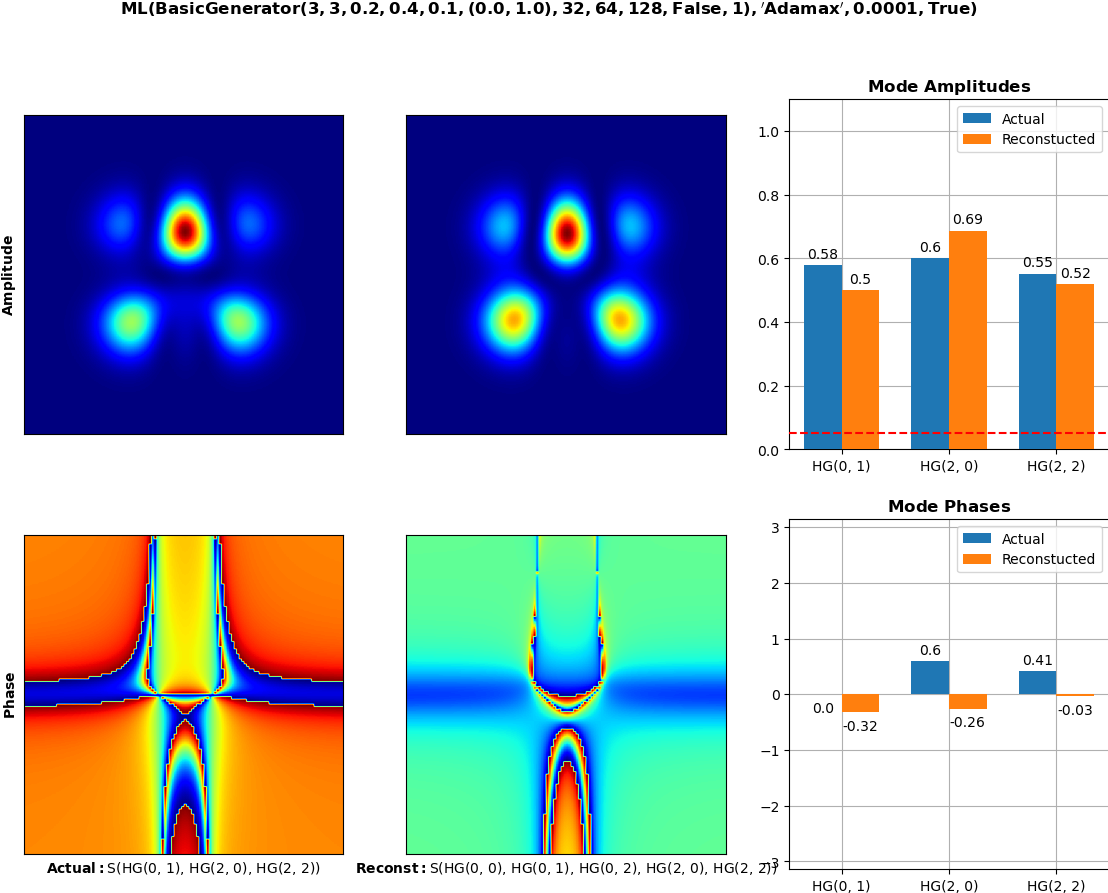 ML(BasicGenerator(3, 3, 0.2, 0.4, 0.1, (0.0, 1.0), 32, 64, 128, False, 1), ′Adamax′, 0.0001, True)
Amplitude
Mode Amplitudes
Actual
Reconstucted
1.0
0.8
0.6
0.4
0.2
0.0
0.58
0.5
0.6
0.69
0.55
0.52
HG(0, 1)
HG(2, 0)
HG(2, 2)
Phase
Actual: S(HG(0, 1), HG(2, 0), HG(2, 2))
Reconst: S(HG(0, 0), HG(0, 1), HG(0, 2), HG(2, 0), HG(2, 2))
Mode Phases
Actual
Reconstucted
3
2
1
0
−1
−2
−3
0.0
-0.32
0.6
-0.26
0.41
-0.03
HG(0, 1)
HG(2, 0)
HG(2, 2)